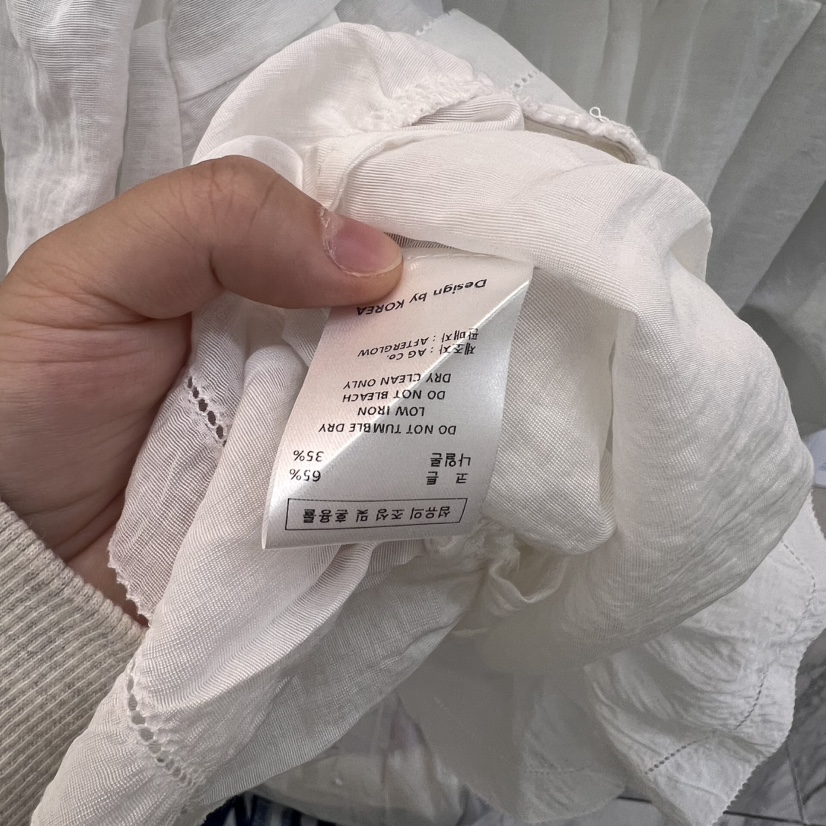 섬유의 조성 및 혼용률
코 튼 65%
나일론 35%
DO NOT TUMBLE DRY
LOW IRON
DO NOT BLEACH
DRY CLEAN ONLY
제조자 : AG Co.
판매자 : AFTERGLOW
Design by KOREA